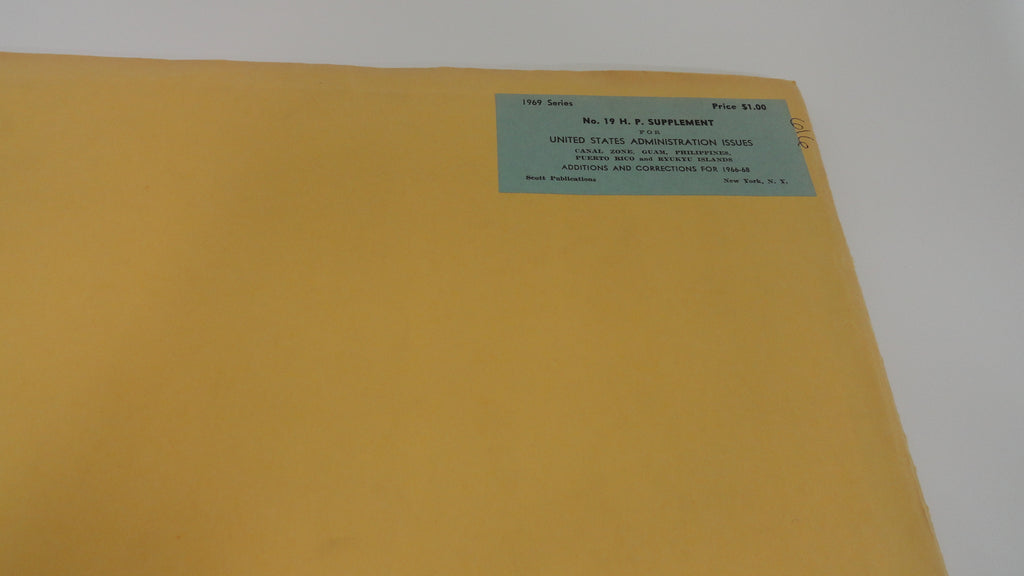 1969 Series Price $1.00
No. 19 H. P. SUPPLEMENT
FOR
UNITED STATES ADMINISTRATION ISSUES
CANAL ZONE, GUAM, PHILIPPINES,
PUERTO RICO and RYUKYU ISLANDS
ADDITIONS AND CORRECTIONS FOR 1966-68
Scott Publications New York, N. Y.